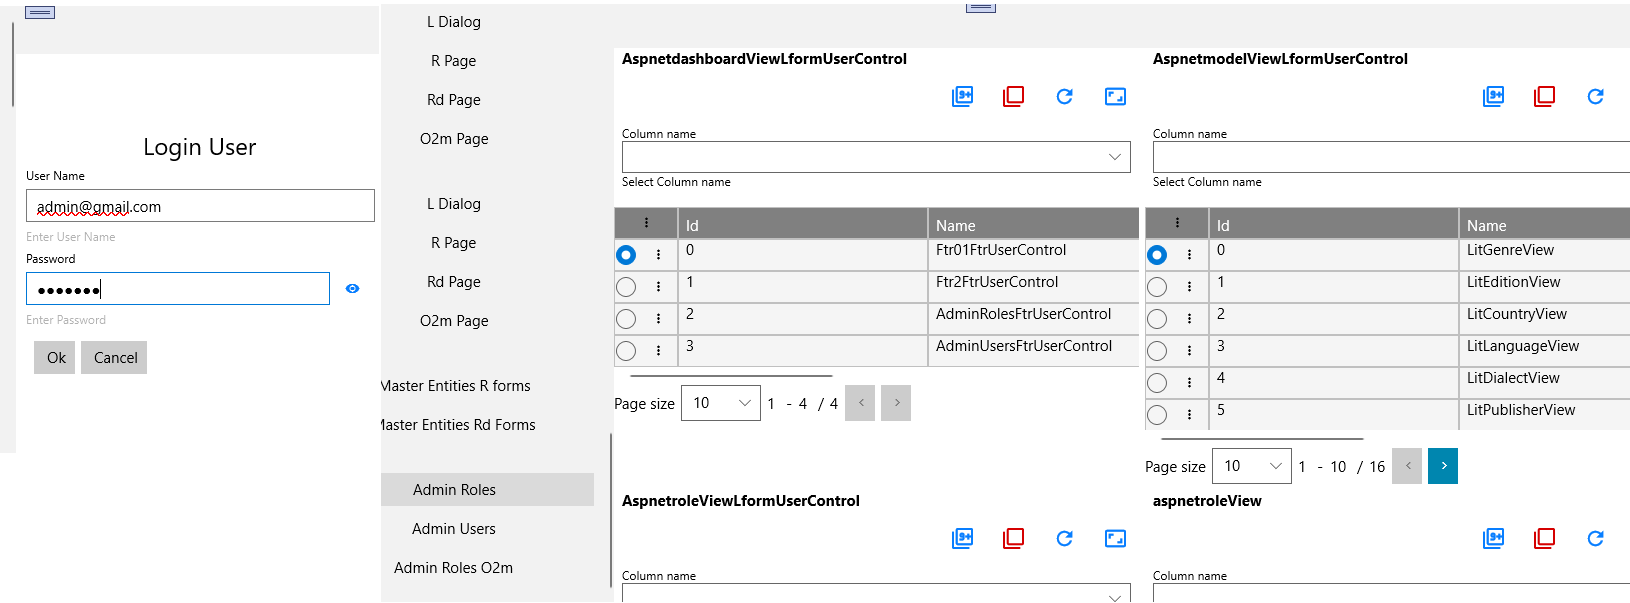 Login User
User Name
admin@gmail.com
Enter User Name
Password
●●●●●●●
Enter Password
Ok
Cancel
L Dialog
R Page
Rd Page
O2m Page
L Dialog
R Page
Rd Page
O2m Page
Master Entities R forms
Master Entities Rd Forms
Admin Roles
Admin Users
Admin Roles O2m
AspnetdashboardViewLformUserControl
9+
Column name
Select Column name
Id Name
0 Ftr01FtrUserControl
1 Ftr2FtrUserControl
2 AdminRolesFtrUserControl
3 AdminUsersFtrUserControl
Page size 10 1 - 4 / 4
AspnetmodelViewLformUserControl
9+
Column name
Select Column name
Id Name
0 LitGenreView
1 LitEditionView
2 LitCountryView
3 LitLanguageView
4 LitDialectView
5 LitPublisherView
Page size 10 1 - 10 / 16
AspnetroleViewLformUserControl
9+
Column name
aspnetroleView
9+
Column name